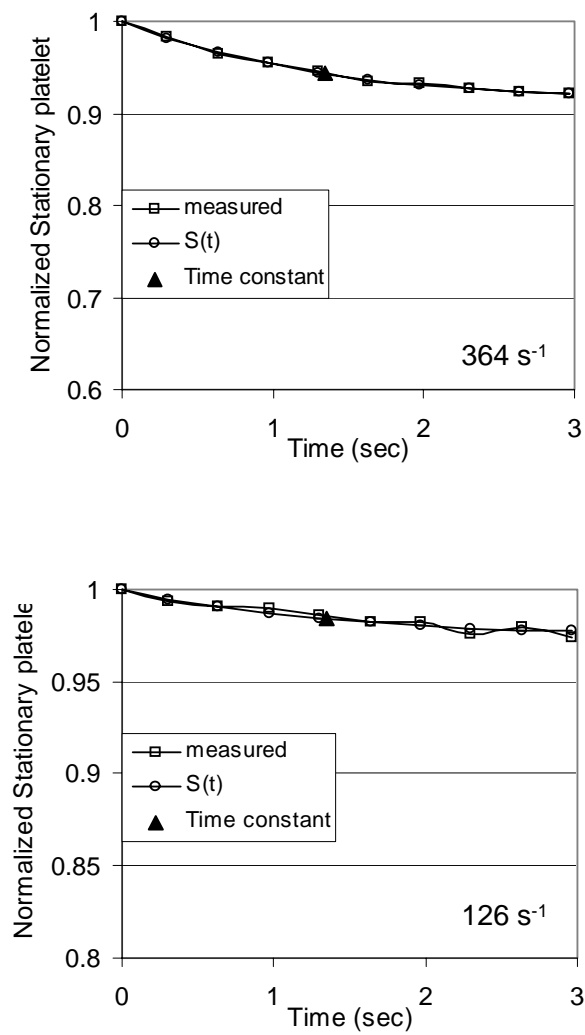 Normalized Stationary platelet
1
0.9
0.8
0.7
0.6
measured
S(t)
Time constant
364 s⁻¹
0 1 2 3
Time (sec)
Normalized Stationary platele
1
0.95
0.9
0.85
0.8
measured
S(t)
Time constant
126 s⁻¹
0 1 2 3
Time (sec)